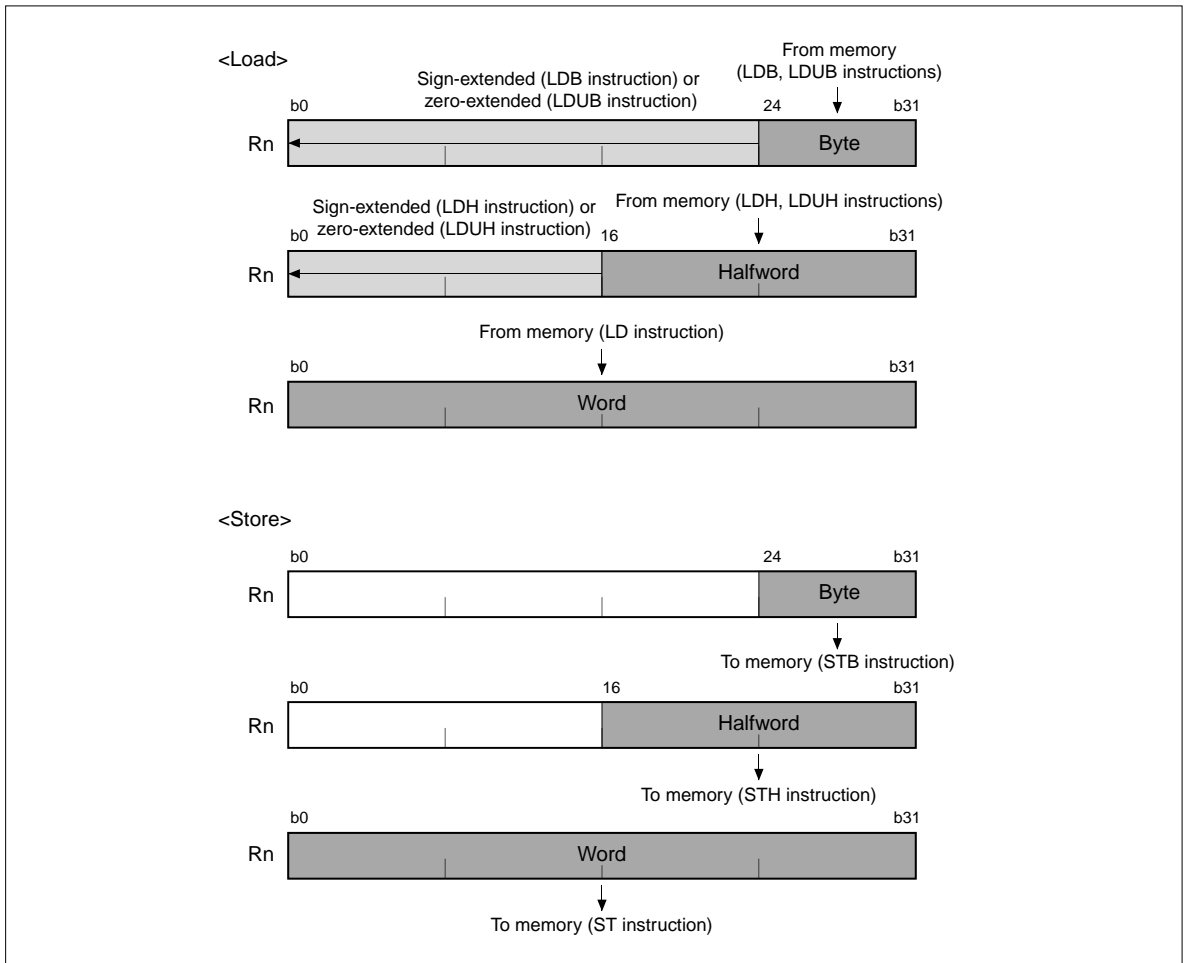 <Load>
From memory
(LDB, LDUB instructions)
Sign-extended (LDB instruction) or
zero-extended (LDUB instruction)
b0 24 b31
Rn Byte
Sign-extended (LDH instruction) or
zero-extended (LDUH instruction)
From memory (LDH, LDUH instructions)
b0 16 b31
Rn Halfword
From memory (LD instruction)
b0 b31
Rn Word
<Store>
b0 24 b31
Rn Byte
To memory (STB instruction)
b0 16 b31
Rn Halfword
To memory (STH instruction)
b0 b31
Rn Word
To memory (ST instruction)